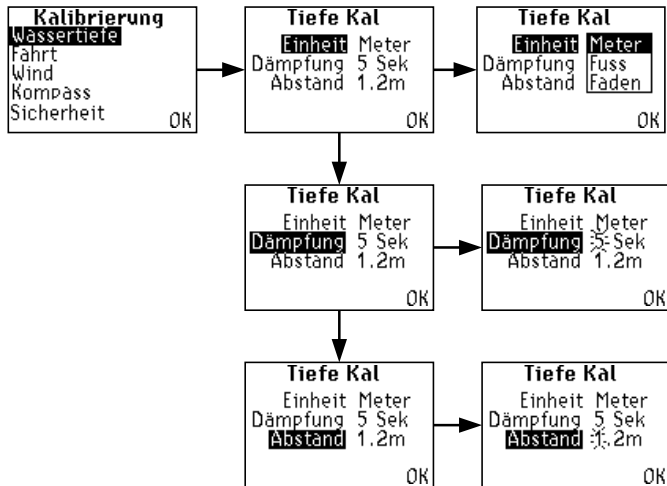 Kalibrierung
Wassertiefe
Fahrt
Wind
Kompass
Sicherheit
OK
Tiefe Kal
Einheit Meter
Dämpfung 5 Sek
Abstand 1.2m
OK
Tiefe Kal
Einheit Meter
Dämpfung Fuss
Abstand Faden
OK
Tiefe Kal
Einheit Meter
Dämpfung 5 Sek
Abstand 1.2m
OK
Tiefe Kal
Einheit Meter
Dämpfung 5 Sek
Abstand 1.2m
OK
Tiefe Kal
Einheit Meter
Dämpfung 5 Sek
Abstand 1.2m
OK
Tiefe Kal
Einheit Meter
Dämpfung 5 Sek
Abstand 1.2m
OK